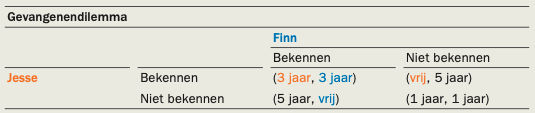 Gevangenendilemma
Finn
Bekennen Niet bekennen
Jesse Bekennen (3 jaar, 3 jaar) (vrij, 5 jaar)
Niet bekennen (5 jaar, vrij) (1 jaar, 1 jaar)